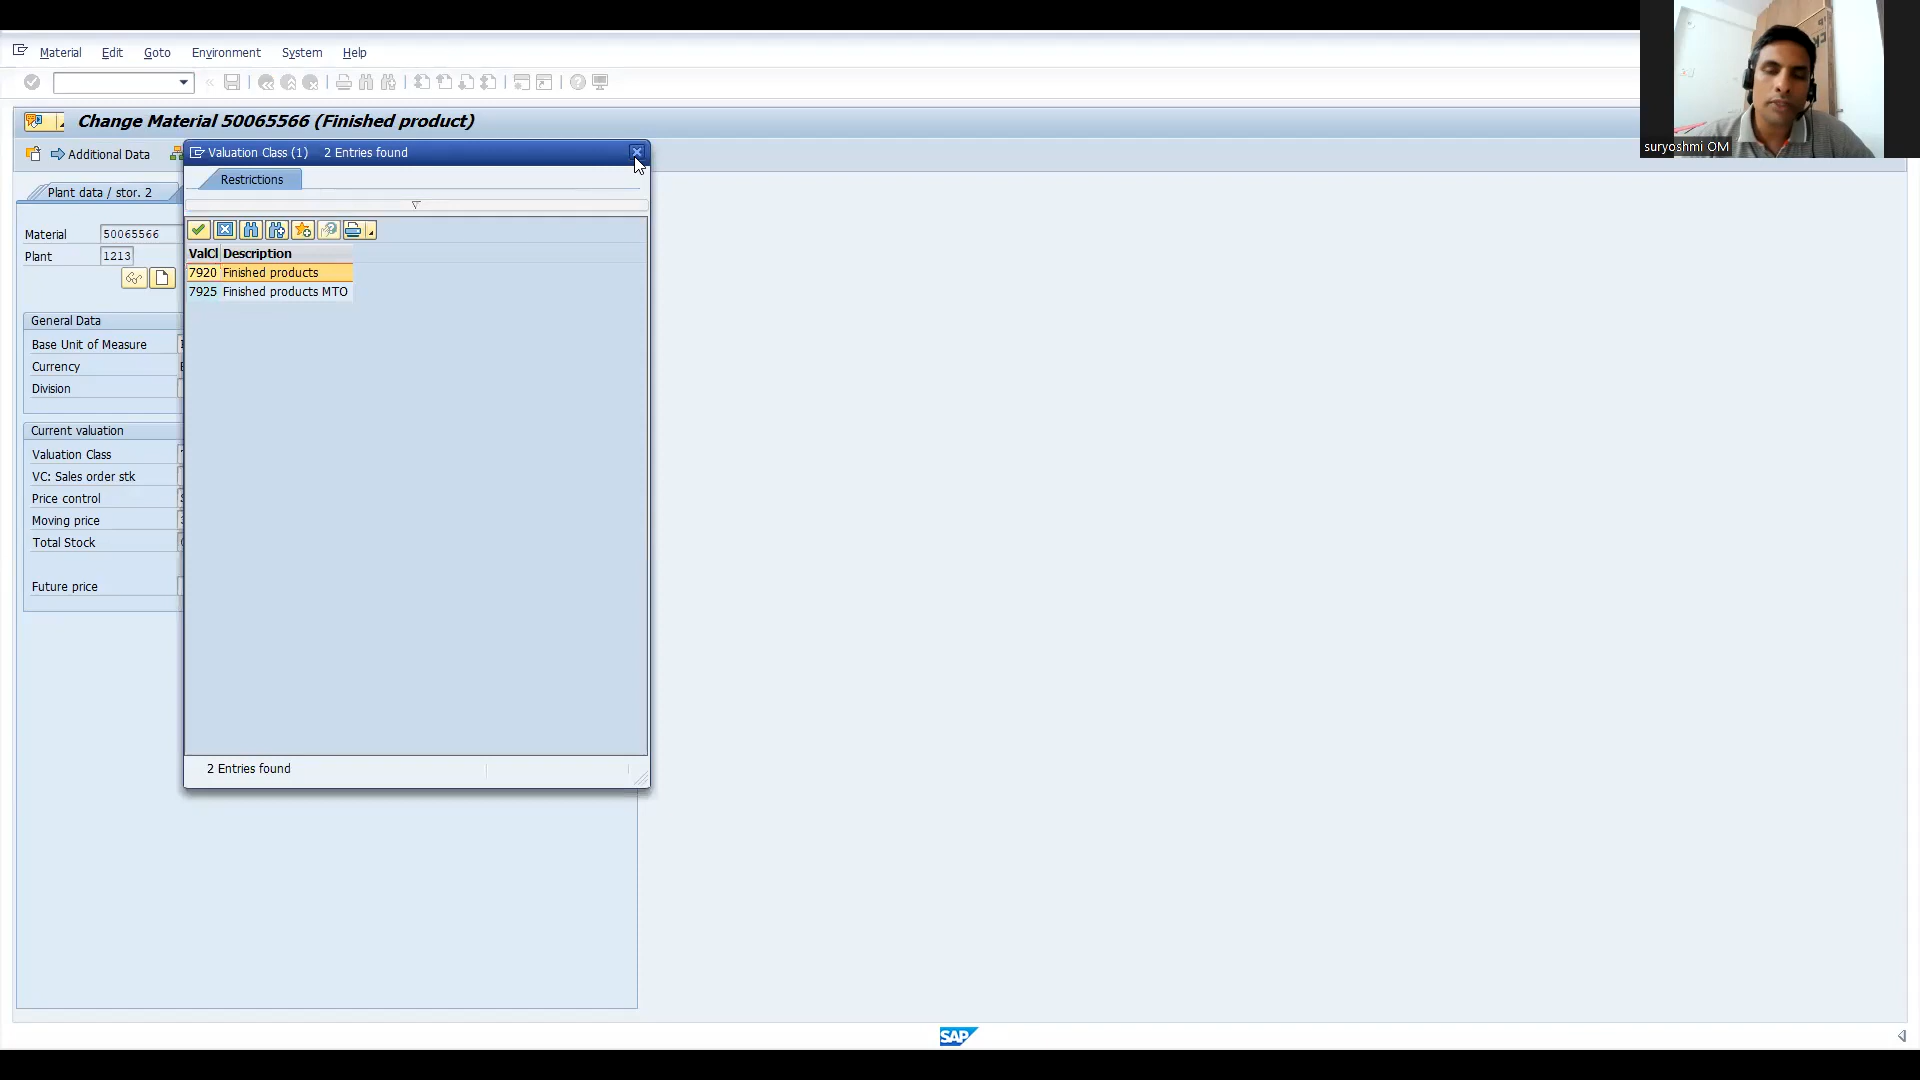 Material Edit Goto Environment System Help
Change Material 50065566 (Finished product)
Additional Data
Valuation Class (1) 2 Entries found
Restrictions
Plant data / stor. 2
Material 50065566
Plant 1213
ValCl Description
7920 Finished products
7925 Finished products MTO
General Data
Base Unit of Measure
Currency
Division
Current valuation
Valuation Class
VC: Sales order stk
Price control
Moving price
Total Stock
Future price
2 Entries found
SAP
suryoshmi OM